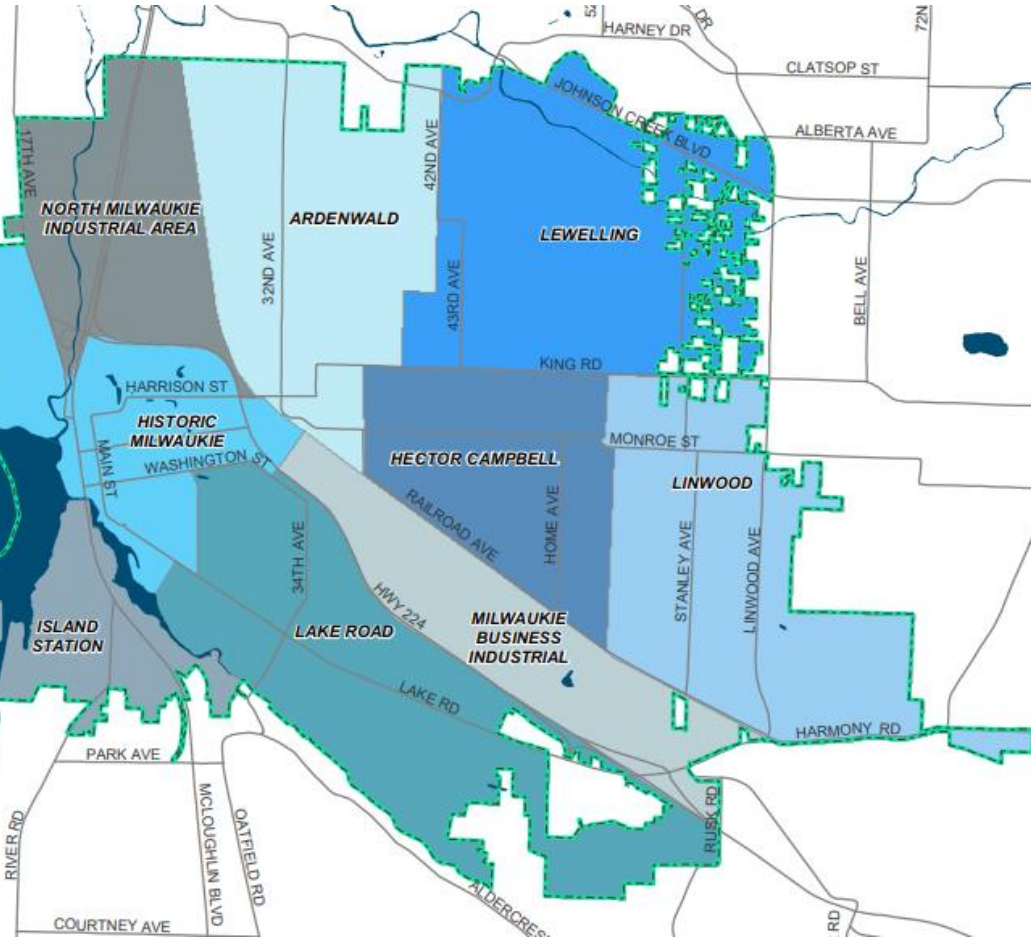 52
DR
72N
HARNEY DR
CLATSOP ST
JOHNSON CREEK BLVD
ALBERTA AVE
17TH AVE
42ND AVE
NORTH MILWAUKIE
INDUSTRIAL AREA
ARDENWALD
LEWELLING
32ND AVE
43RD AVE
BELL AVE
KING RD
HARRISON ST
HISTORIC
MILWAUKIE
MONROE ST
MAIN ST
WASHINGTON ST
HECTOR CAMPBELL
LINWOOD
RAILROAD AVE
HOME AVE
STANLEY AVE
LINWOOD AVE
34TH AVE
HWY 224
ISLAND
STATION
LAKE ROAD
MILWAUKIE
BUSINESS
INDUSTRIAL
LAKE RD
HARMONY RD
PARK AVE
RIVER RD
MCLOUGHLIN BLVD
OATFIELD RD
RUSK RD
ALDERCRES
COURTNEY AVE
RD